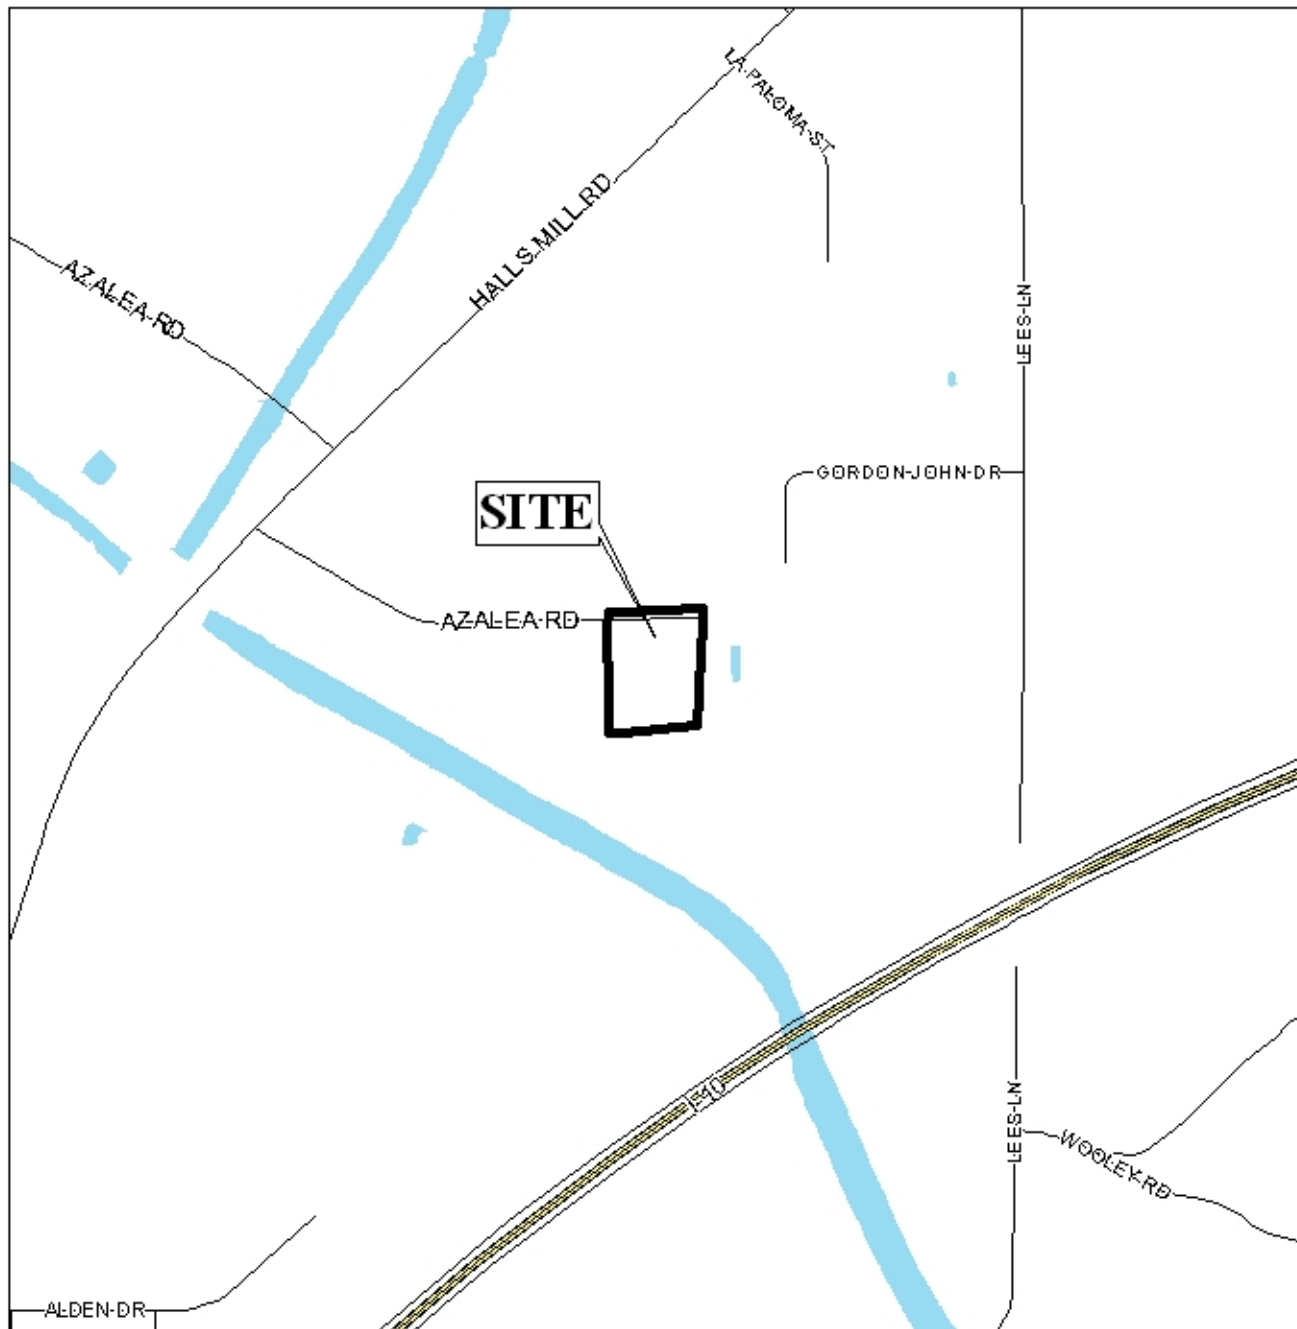 LA PALOMA ST
HALLS MILL RD
AZALEA RD
LEES LN
GORDON JOHN DR
SITE
AZALEA RD
I-10
LEES LN
WOOLEY RD
ALDEN DR